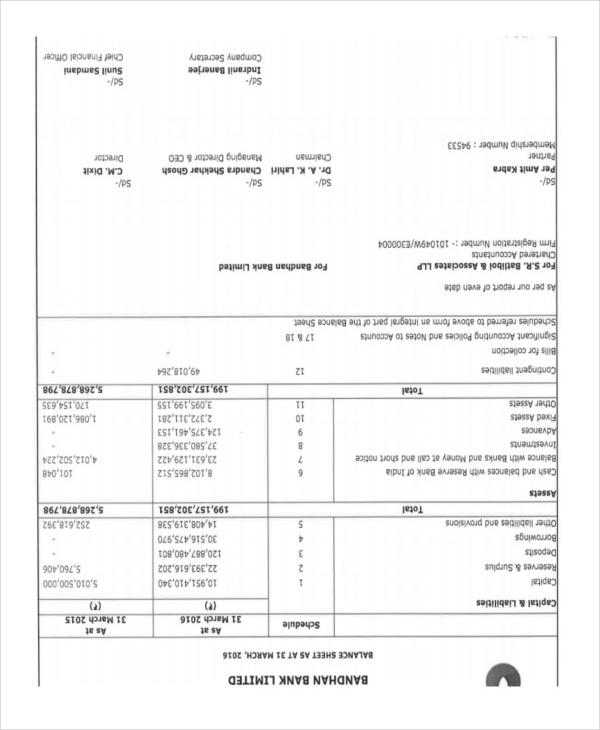 BANDHAN BANK LIMITED
BALANCE SHEET AS AT 31 MARCH, 2016
Schedule As at 31 March 2016 (₹) As at 31 March 2015 (₹)
Capital & Liabilities
Capital 1 10,951,410,340 5,010,500,000
Reserves & Surplus 2 22,393,616,202 5,760,406
Deposits 3 120,887,480,801 -
Borrowings 4 30,516,475,970 -
Other liabilities and provisions 5 14,408,319,538 252,618,392
Total 199,157,302,851 5,268,878,798
Assets
Cash and balances with Reserve Bank of India 6 8,102,865,512 101,048
Balance with Banks and Money at call and short notice 7 23,631,129,422 4,012,502,224
Investments 8 37,580,336,328 -
Advances 9 124,375,461,153 -
Fixed Assets 10 2,372,311,281 1,086,120,891
Other Assets 11 3,095,199,155 170,154,635
Total 199,157,302,851 5,268,878,798
Contingent liabilities 12 49,018,264 -
Bills for collection - -
Significant Accounting Policies and Notes to Accounts 17 & 18
Schedules referred to above form an integral part of the Balance Sheet
As per our report of even date
For S.R. Batliboi & Associates LLP For Bandhan Bank Limited
Chartered Accountants
Firm Registration Number :- 101049W/E300004
Sd/- Sd/- Sd/- Sd/-
Per Amit Kabra Dr. A. K. Lahiri Chandra Shekhar Ghosh C.M. Dixit
Partner Chairman Managing Director & CEO Director
Membership Number : 94533
Sd/- Sd/-
Indranil Banerjee Sunil Samdani
Company Secretary Chief Financial Officer